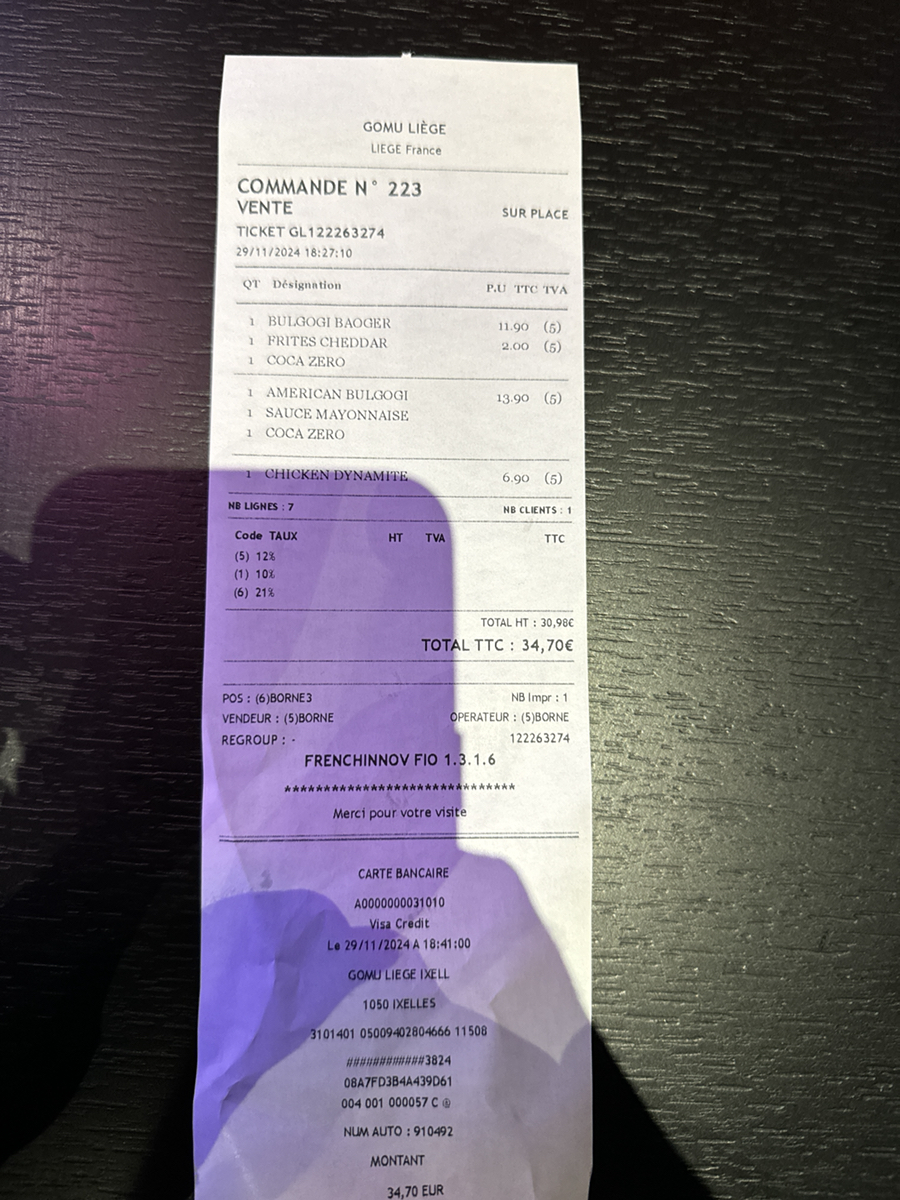 GOMU LIÈGE
LIEGE France
COMMANDE N° 223
VENTE SUR PLACE
TICKET GL122263274
29/11/2024 18:27:10
QT Désignation P.U TTC TVA
1 BULGOGI BAOGER 11.90 (5)
1 FRITES CHEDDAR 2.00 (5)
1 COCA ZERO
1 AMERICAN BULGOGI 13.90 (5)
1 SAUCE MAYONNAISE
1 COCA ZERO
1 CHICKEN DYNAMITE 6.90 (5)
NB LIGNES : 7 NB CLIENTS : 1
Code TAUX HT TVA TTC
(5) 12%
(1) 10%
(6) 21%
TOTAL HT : 30,98€
TOTAL TTC : 34,70€
POS : (6)BORNE3 NB Impr : 1
VENDEUR : (5)BORNE OPERATEUR : (5)BORNE
REGROUP : - 122263274
FRENCHINNOV FIO 1.3.1.6
******************************
Merci pour votre visite
CARTE BANCAIRE
A0000000031010
Visa Credit
Le 29/11/2024 A 18:41:00
GOMU LIEGE IXELL
1050 IXELLES
3101401 05009402804666 11508
############3824
08A7FD3B4A439D61
004 001 000057 C
NUM AUTO : 910492
MONTANT
34,70 EUR